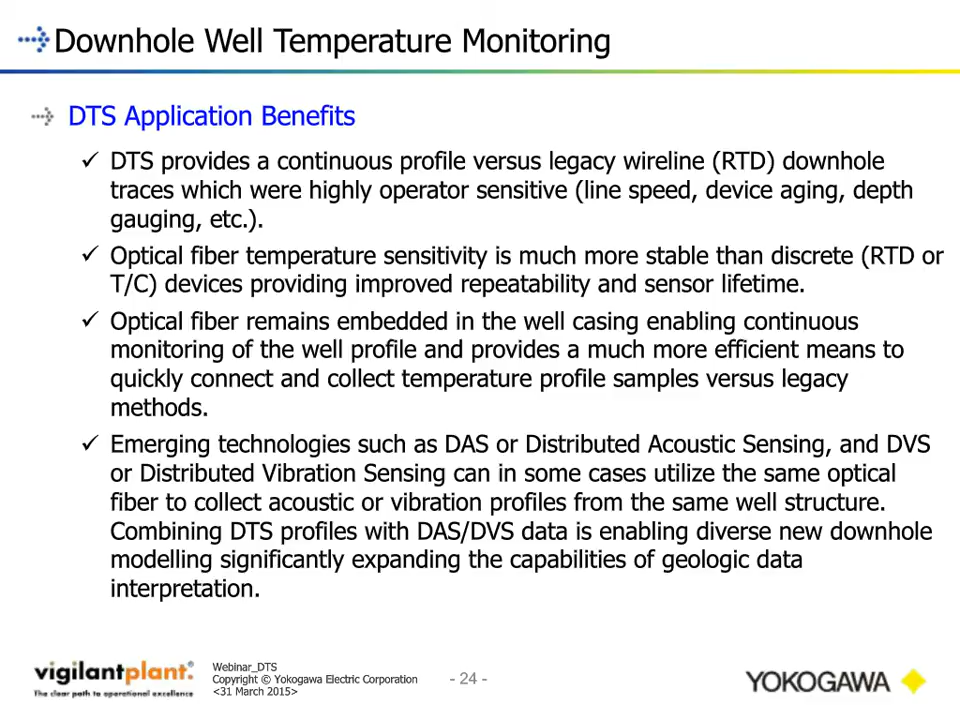 Downhole Well Temperature Monitoring
DTS Application Benefits
✓ DTS provides a continuous profile versus legacy wireline (RTD) downhole
traces which were highly operator sensitive (line speed, device aging, depth
gauging, etc.).
✓ Optical fiber temperature sensitivity is much more stable than discrete (RTD or
T/C) devices providing improved repeatability and sensor lifetime.
✓ Optical fiber remains embedded in the well casing enabling continuous
monitoring of the well profile and provides a much more efficient means to
quickly connect and collect temperature profile samples versus legacy
methods.
✓ Emerging technologies such as DAS or Distributed Acoustic Sensing, and DVS
or Distributed Vibration Sensing can in some cases utilize the same optical
fiber to collect acoustic or vibration profiles from the same well structure.
Combining DTS profiles with DAS/DVS data is enabling diverse new downhole
modelling significantly expanding the capabilities of geologic data
interpretation.
vigilantplant.®
The clear path to operational excellence
Webinar_DTS
Copyright © Yokogawa Electric Corporation
<31 March 2015>
- 24 -
YOKOGAWA